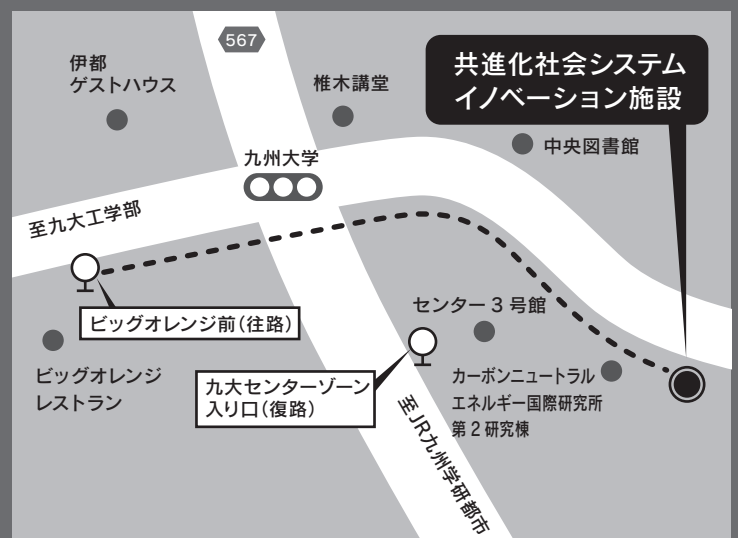 567
共進化社会システム
イノベーション施設
伊都
ゲストハウス
椎木講堂
中央図書館
九州大学
至九大工学部
ビッグオレンジ前(往路)
センター3号館
ビッグオレンジ
レストラン
九大センターゾーン
入り口(復路)
カーボンニュートラル
エネルギー国際研究所
第2研究棟
至JR九州学研都市